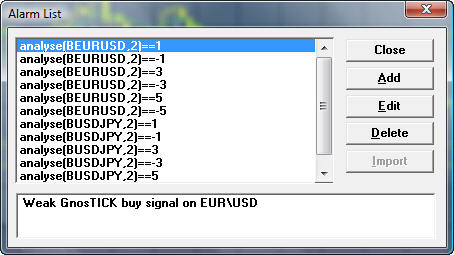 Alarm List
analyse(BEURUSD,2)==1
analyse(BEURUSD,2)==-1
analyse(BEURUSD,2)==3
analyse(BEURUSD,2)==-3
analyse(BEURUSD,2)==5
analyse(BEURUSD,2)==-5
analyse(BUSDJPY,2)==1
analyse(BUSDJPY,2)==-1
analyse(BUSDJPY,2)==3
analyse(BUSDJPY,2)==-3
analyse(BUSDJPY,2)==5
Close
Add
Edit
Delete
Import
Weak GnosTICK buy signal on EUR\USD